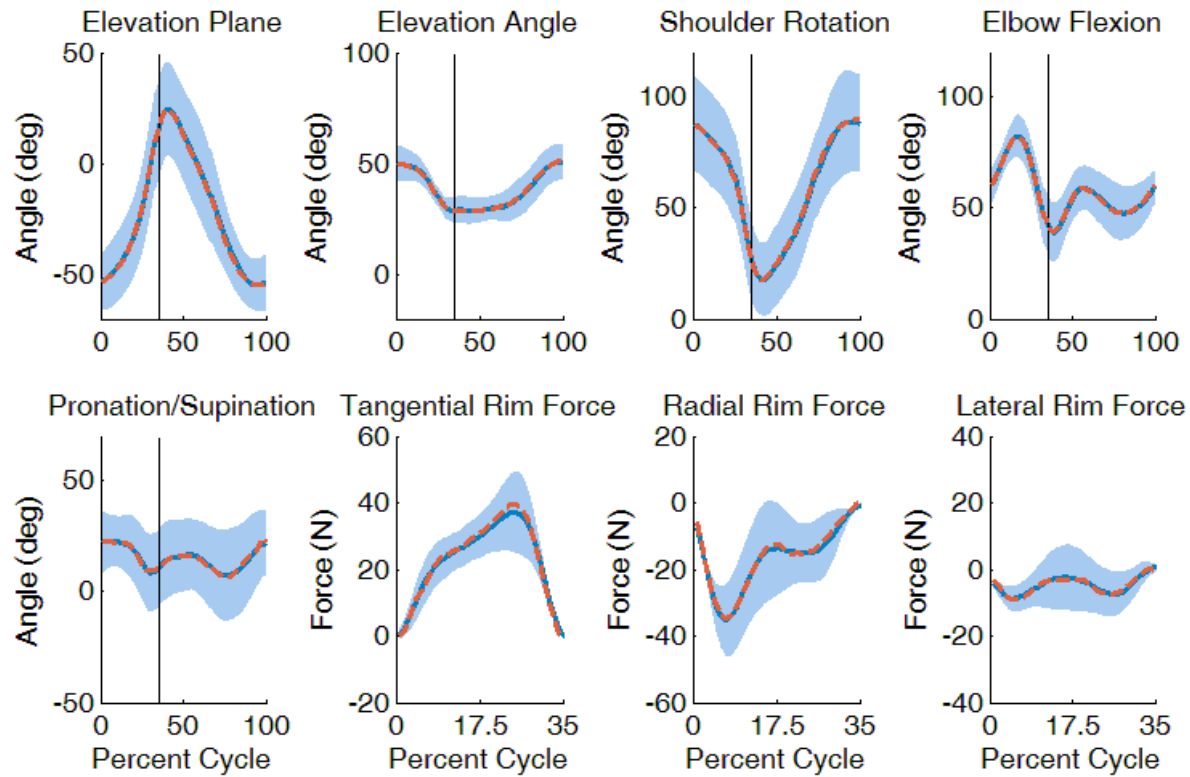 Elevation Plane
Elevation Angle
Shoulder Rotation
Elbow Flexion
Angle (deg)
50
0
-50
0
50
100
Angle (deg)
100
50
0
0
50
100
Angle (deg)
100
50
0
0
50
100
Angle (deg)
100
50
0
0
50
100
Pronation/Supination
Tangential Rim Force
Radial Rim Force
Lateral Rim Force
Angle (deg)
50
0
-50
0
50
100
Percent Cycle
Force (N)
60
40
20
0
-20
0
17.5
35
Percent Cycle
Force (N)
20
0
-20
-40
-60
0
17.5
35
Percent Cycle
Force (N)
40
20
0
-20
-40
0
17.5
35
Percent Cycle